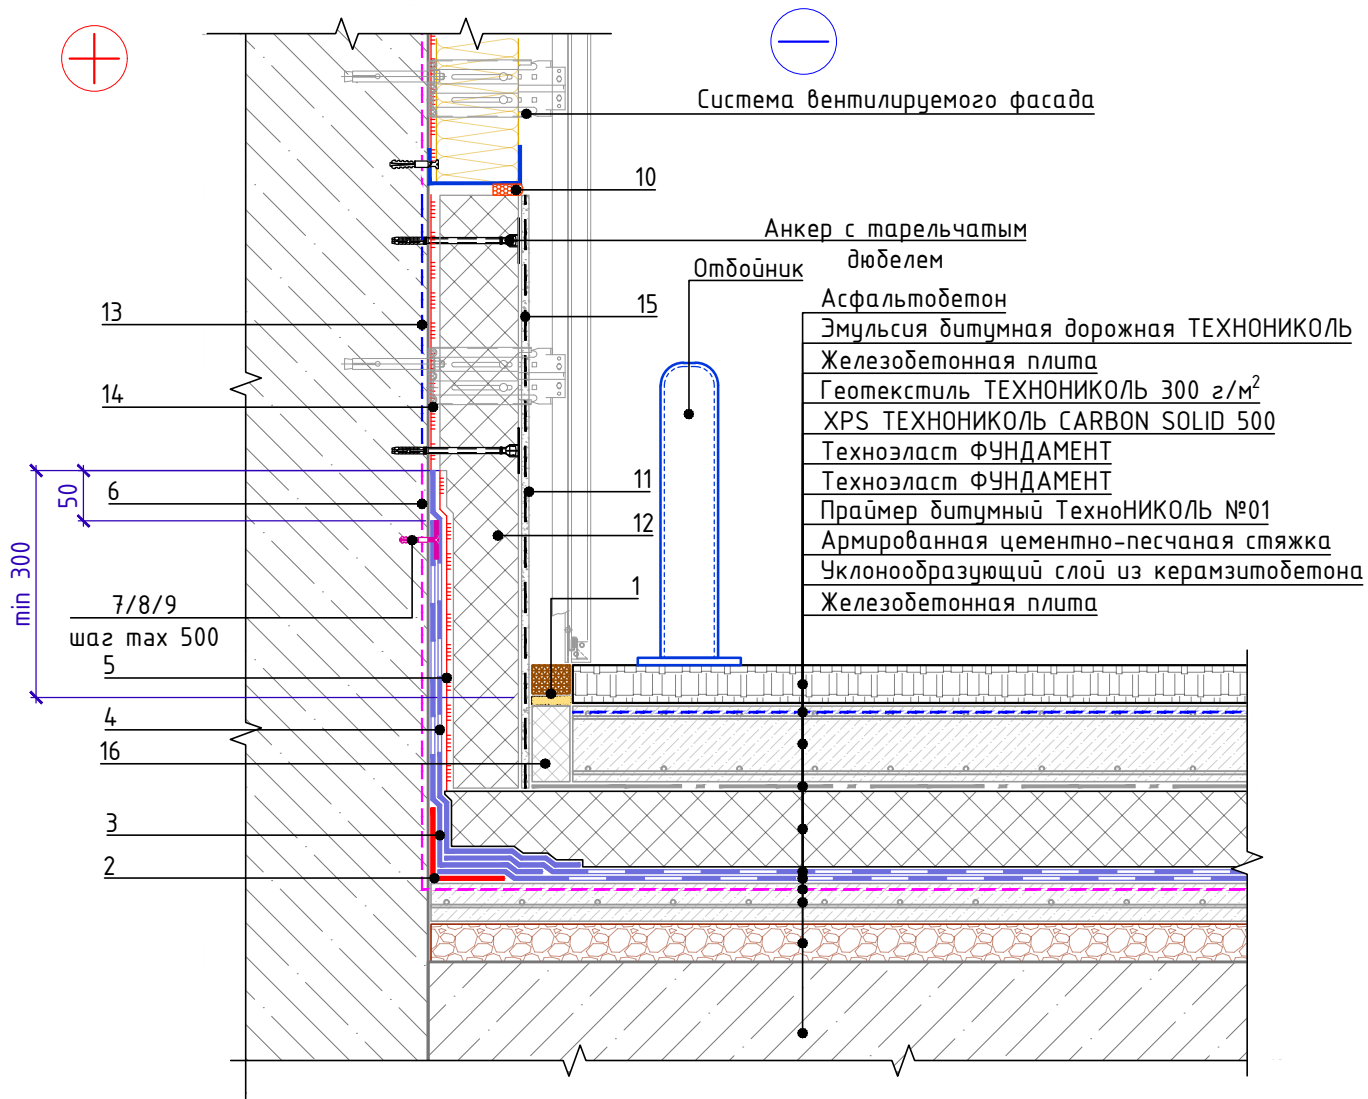 Система вентилируемого фасада
10
Анкер с тарельчатым
дюбелем
Отбойник
Асфальтобетон
Эмульсия битумная дорожная ТЕХНОНИКОЛЬ
Железобетонная плита
Геотекстиль ТЕХНОНИКОЛЬ 300 г/м²
XPS ТЕХНОНИКОЛЬ CARBON SOLID 500
Техноэласт ФУНДАМЕНТ
Техноэласт ФУНДАМЕНТ
Праймер битумный ТехноНИКОЛЬ №01
Армированная цементно-песчаная стяжка
Уклонообразующий слой из керамзитобетона
Железобетонная плита
13
15
14
6
11
12
50
min 300
7/8/9
шаг max 500
1
5
4
16
3
2